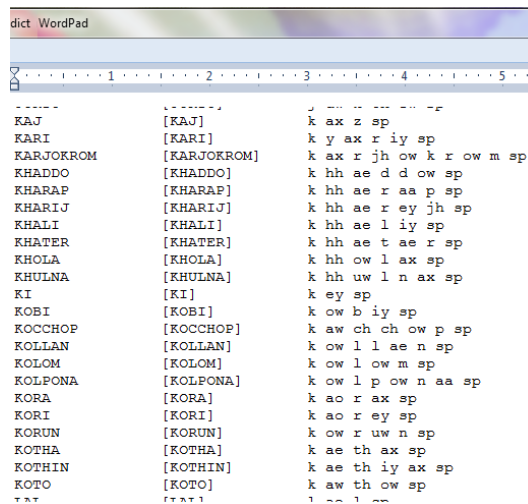 dict WordPad
1 2 3 4 5
KAJ [KAJ] k ax z sp
KARI [KARI] k y ax r iy sp
KARJOKROM [KARJOKROM] k ax r jh ow k r ow m sp
KHADDO [KHADDO] k hh ae d d ow sp
KHARAP [KHARAP] k hh ae r aa p sp
KHARIJ [KHARIJ] k hh ae r ey jh sp
KHALI [KHALI] k hh ae l iy sp
KHATER [KHATER] k hh ae t ae r sp
KHOLA [KHOLA] k hh ow l ax sp
KHULNA [KHULNA] k hh uw l n ax sp
KI [KI] k ey sp
KOBI [KOBI] k ow b iy sp
KOCCHOP [KOCCHOP] k aw ch ch ow p sp
KOLLAN [KOLLAN] k ow l l ae n sp
KOLOM [KOLOM] k ow l ow m sp
KOLPONA [KOLPONA] k ow l p ow n aa sp
KORA [KORA] k ao r ax sp
KORI [KORI] k ao r ey sp
KORUN [KORUN] k ow r uw n sp
KOTHA [KOTHA] k ae th ax sp
KOTHIN [KOTHIN] k ae th iy ax sp
KOTO [KOTO] k aw th ow sp
LAL [LAL] l ae l sp